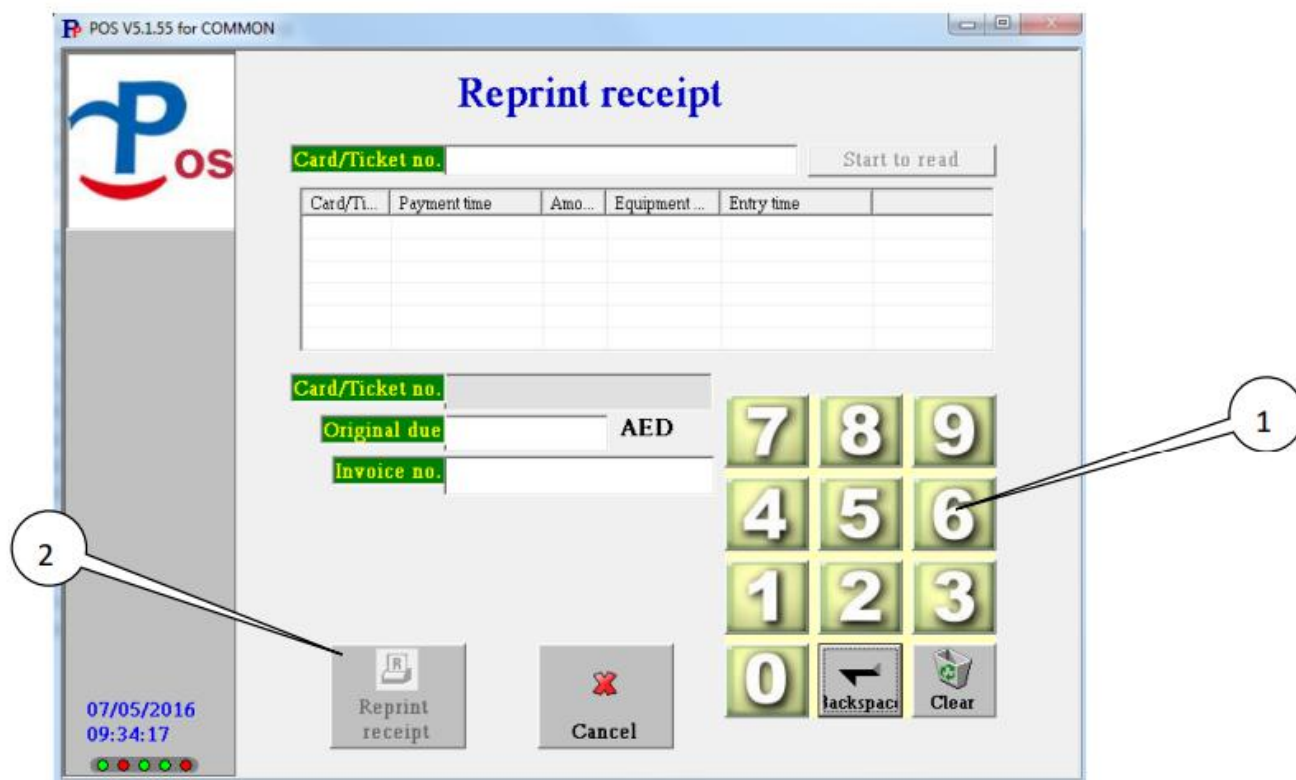 POS V5.1.55 for COMMON
Pos
Reprint receipt
Card/Ticket no.
Start to read
Card/Ti... Payment time Amo... Equipment ... Entry time
Card/Ticket no.
Original due AED
Invoice no.
7 8 9
4 5 6
1 2 3
0 Backspac Clear
R
Reprint
receipt
Cancel
07/05/2016
09:34:17
1
2